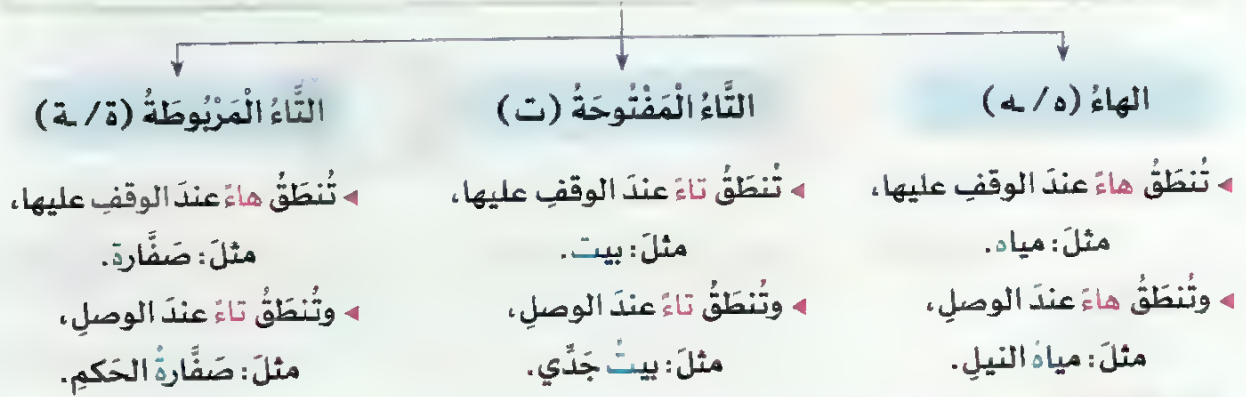 الهاءُ (ه / ـه)
◂ تُنطَقُ هاءً عندَ الوقفِ عليها،
مثلَ: مياه.
◂ وتُنطَقُ هاءً عندَ الوصلِ،
مثلَ: مياهُ النيلِ.
التَّاءُ الْمَفْتُوحَةُ (ت)
◂ تُنطَقُ تاءً عندَ الوقفِ عليها،
مثلَ: بيت.
◂ وتُنطَقُ تاءً عندَ الوصلِ،
مثلَ: بيتُ جَدِّي.
التَّاءُ الْمَرْبُوطَةُ (ة / ـة)
◂ تُنطَقُ هاءً عندَ الوقفِ عليها،
مثلَ: صَفَّارة.
◂ وتُنطَقُ تاءً عندَ الوصلِ،
مثلَ: صَفَّارةُ الحَكمِ.